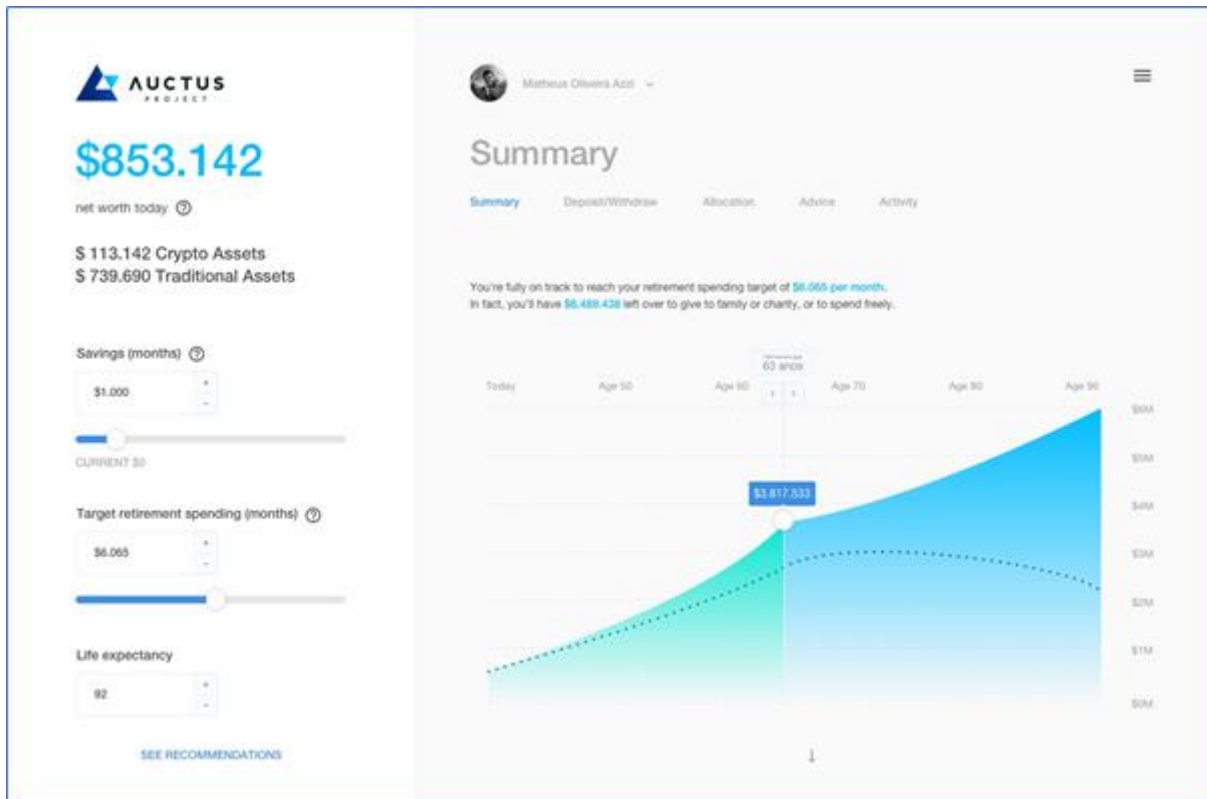 AUCTUS
PROJECT
$853.142
net worth today
$ 113.142 Crypto Assets
$ 739.690 Traditional Assets
Savings (months)
$1.000
CURRENT $0
Target retirement spending (months)
$6.065
Life expectancy
92
SEE RECOMMENDATIONS
Matheus Oliveira Azzi
Summary
Summary Deposit/Withdraw Allocation Advice Activity
You're fully on track to reach your retirement spending target of $6.065 per month.
In fact, you'll have $6.489.438 left over to give to family or charity, or to spend freely.
63 anos
Today Age 50 Age 60 Age 70 Age 80 Age 90
$3.617.533
$6M
$5M
$4M
$3M
$2M
$1M
$0M